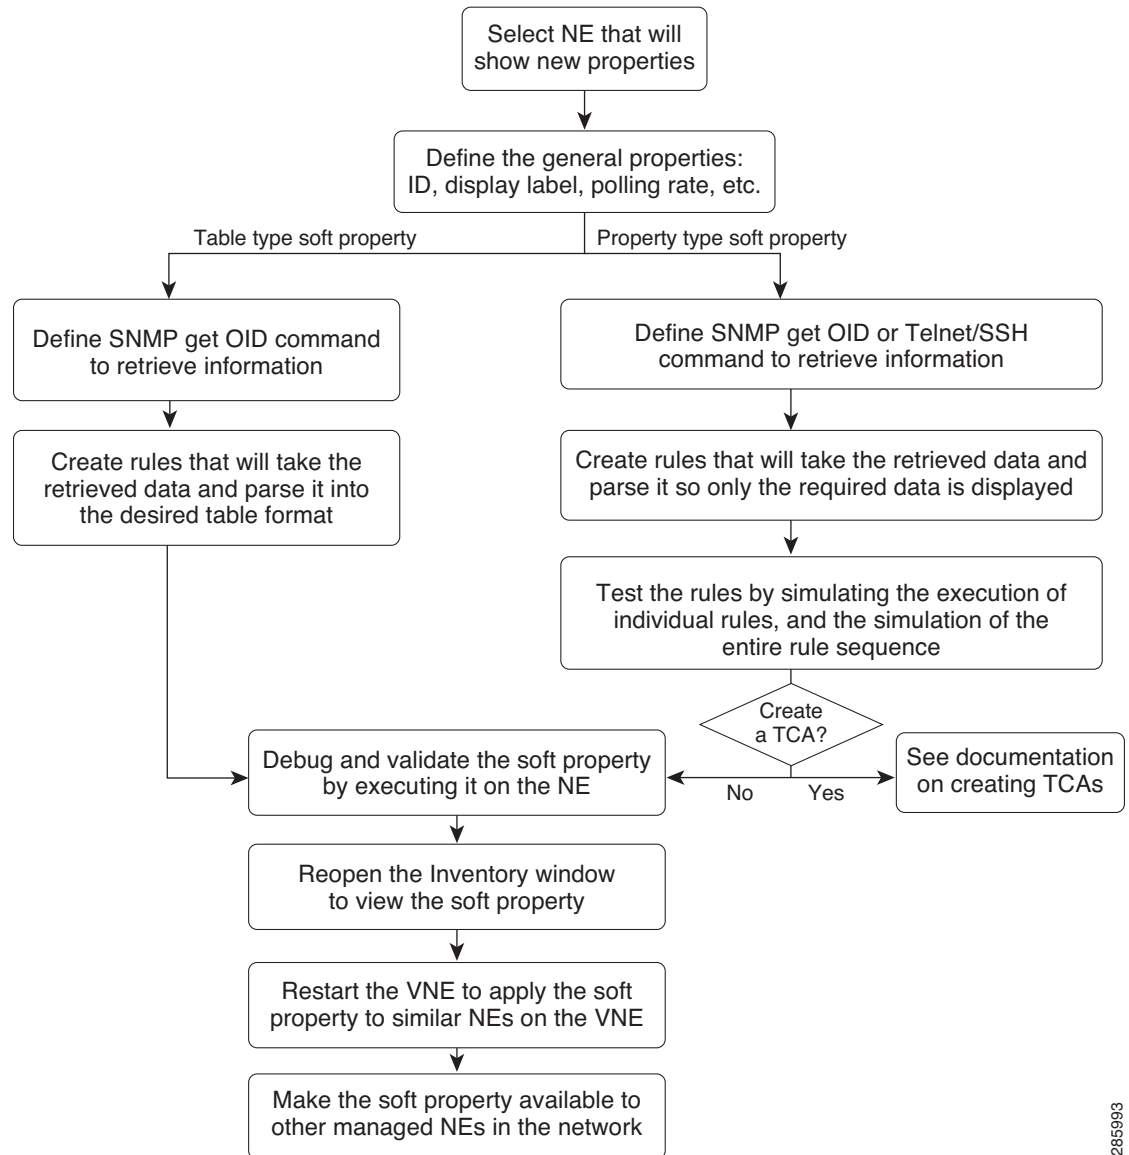 Select NE that will
show new properties
Define the general properties:
ID, display label, polling rate, etc.
Table type soft property
Property type soft property
Define SNMP get OID command
to retrieve information
Define SNMP get OID or Telnet/SSH
command to retrieve information
Create rules that will take the
retrieved data and parse it into
the desired table format
Create rules that will take the retrieved data and
parse it so only the required data is displayed
Test the rules by simulating the execution of
individual rules, and the simulation of the
entire rule sequence
Create
a TCA?
No
Yes
See documentation
on creating TCAs
Debug and validate the soft property
by executing it on the NE
Reopen the Inventory window
to view the soft property
Restart the VNE to apply the soft
property to similar NEs on the VNE
Make the soft property available to
other managed NEs in the network
285993